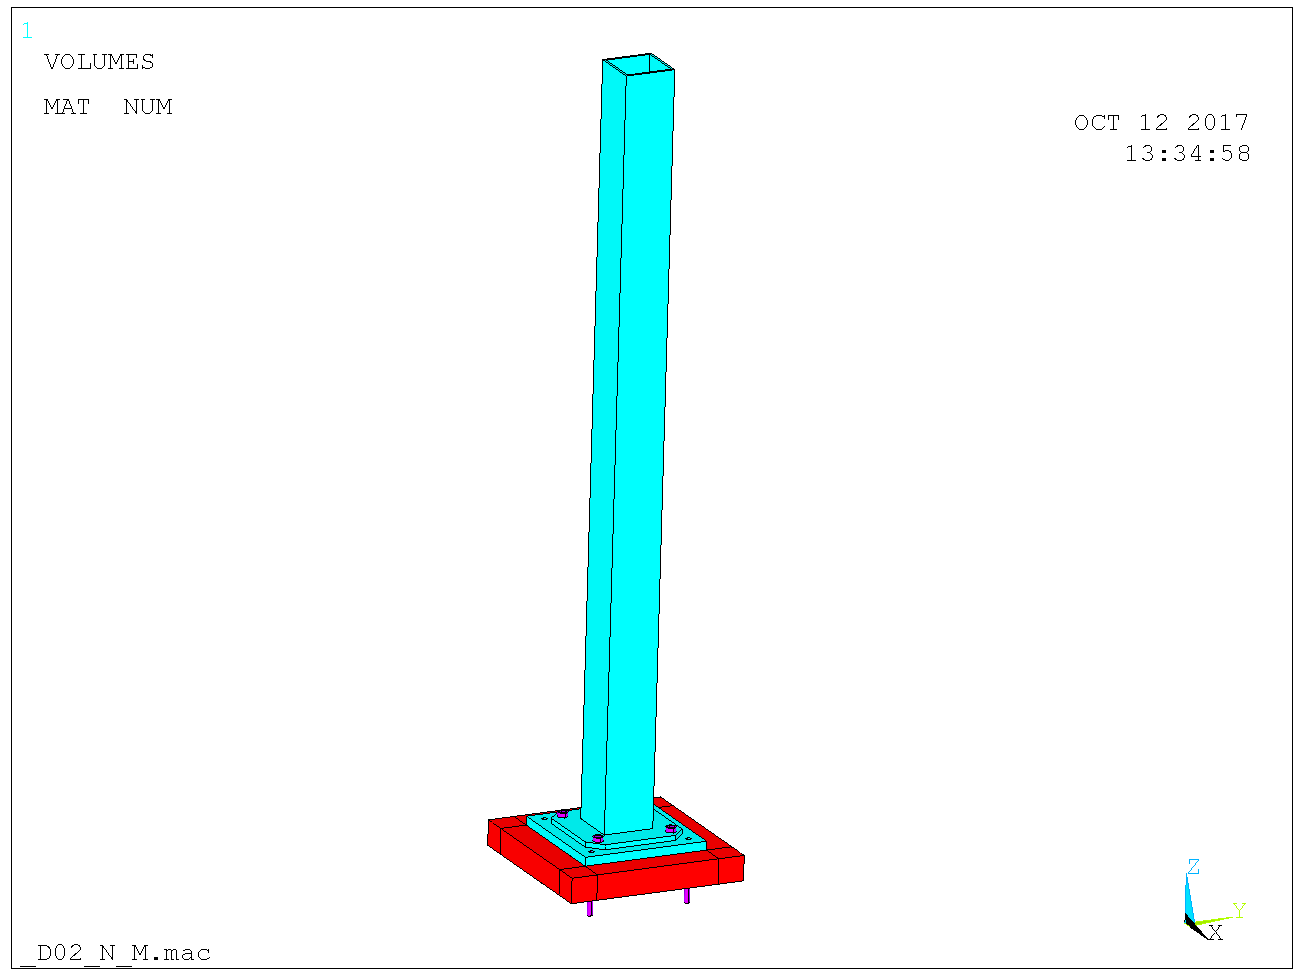 1
VOLUMES
MAT NUM
OCT 12 2017
13:34:58
Z
Y
X
_D02_N_M.mac